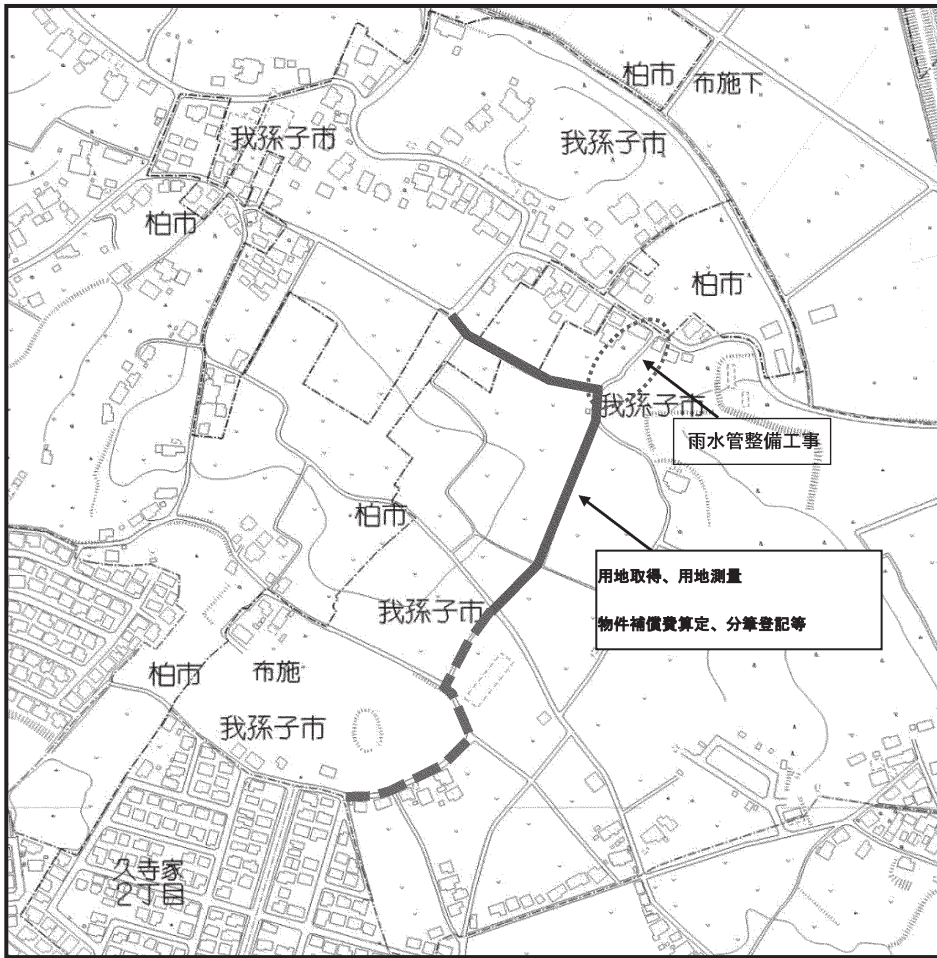 柏市
布施下
我孫子市
我孫子市
柏市
柏市
我孫子市
雨水管整備工事
柏市
用地取得、用地測量
物件補償費算定、分筆登記等
我孫子市
柏市
布施
我孫子市
久寺家
2丁目